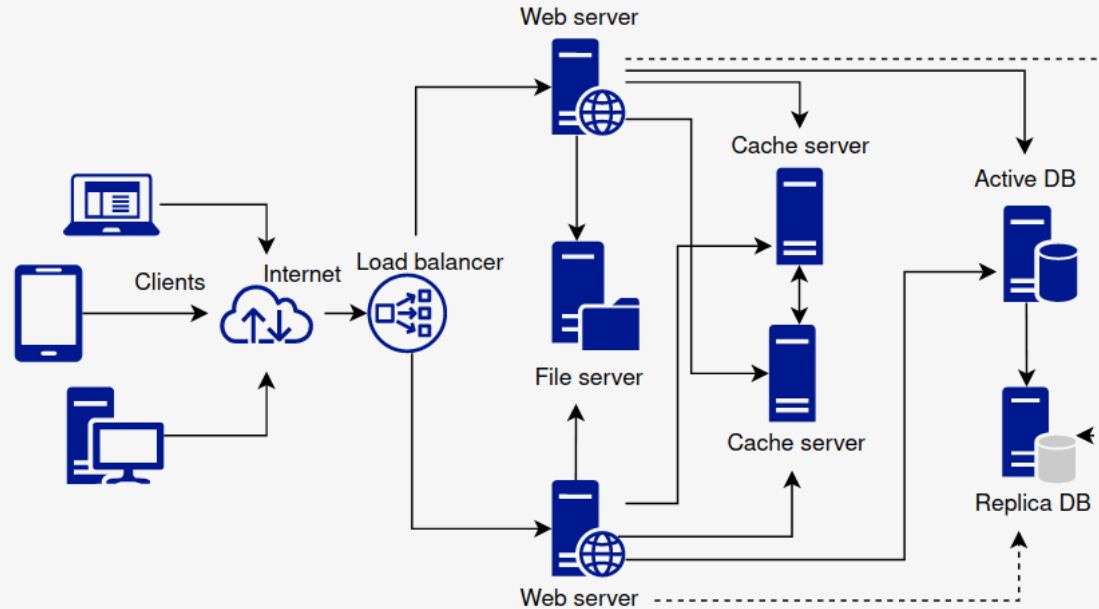 Web server
Cache server
Active DB
Clients
Internet
Load balancer
File server
Cache server
Replica DB
Web server